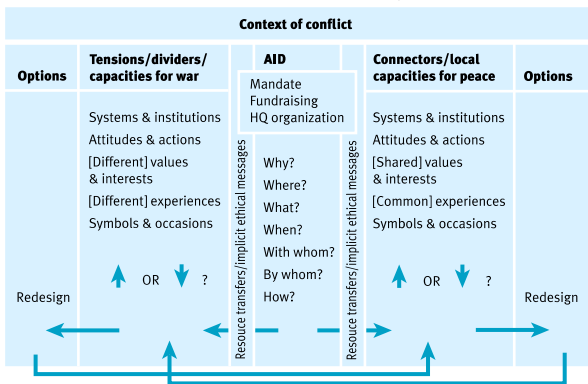 Context of conflict
Options
Tensions/dividers/
capacities for war
AID
Connectors/local
capacities for peace
Options
Mandate
Fundraising
HQ organization
Systems & institutions
Attitudes & actions
[Different] values
& interests
[Different] experiences
Symbols & occasions
Resouce transfers/implicit ethical messages
Why?
Where?
What?
When?
With whom?
By whom?
How?
Resouce transfers/implicit ethical messages
Systems & institutions
Attitudes & actions
[Shared] values
& interests
[Common] experiences
Symbols & occasions
OR ?
OR ?
Redesign
Redesign